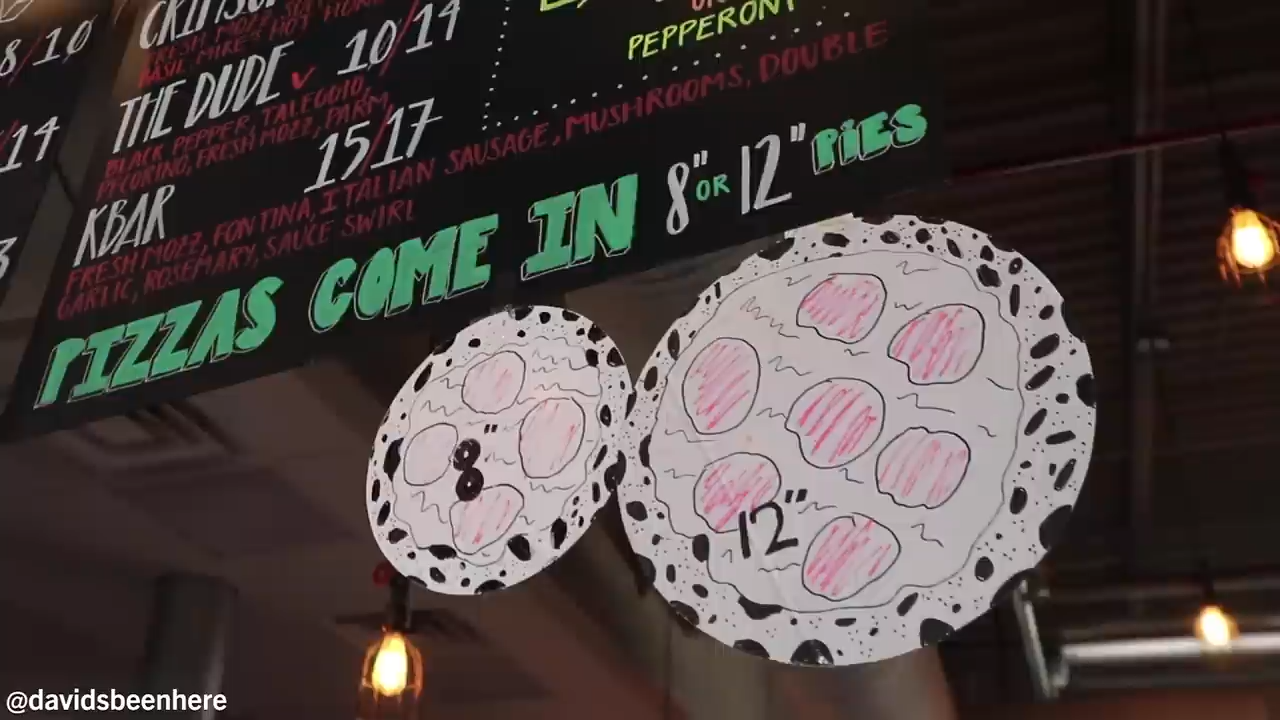 8/10
THE DUDE ✓ 10/14
BLACK PEPPER, TALEGGIO,
PECORINO, FRESH MOZZ, PARM,
15/17
KBAR
FRESH MOZZ, FONTINA, ITALIAN SAUSAGE, MUSHROOMS, DOUBLE
GARLIC, ROSEMARY, SAUCE SWIRL
PEPPERONI
PIZZAS COME IN 8" OR 12" PIES
8"
12"
@davidsbeenhere